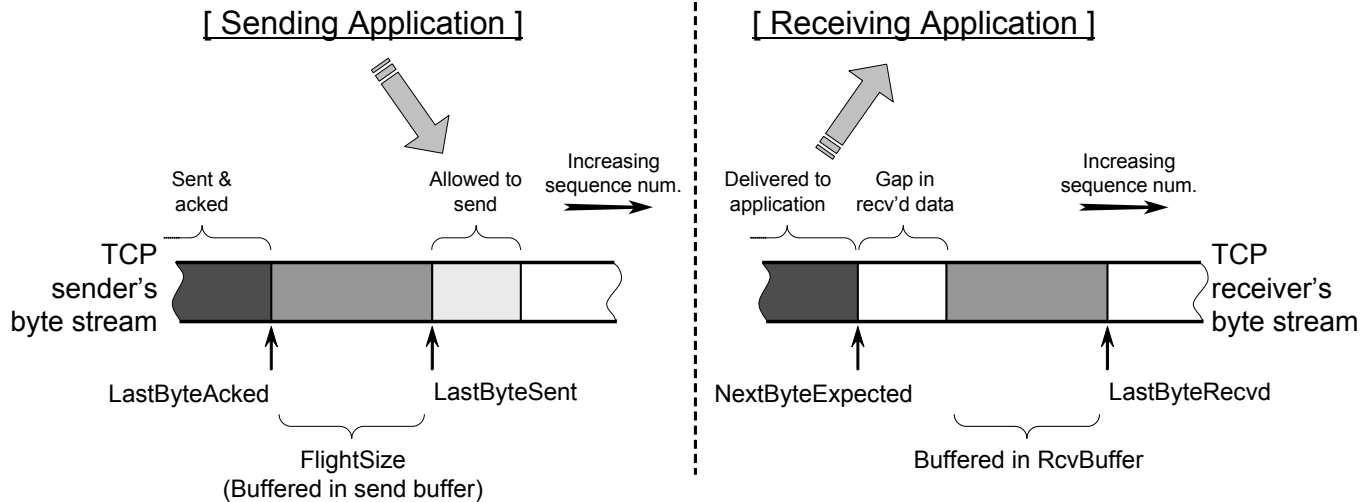 [ Sending Application ]
[ Receiving Application ]
Sent &
acked
Allowed to
send
Increasing
sequence num.
Delivered to
application
Gap in
recv'd data
Increasing
sequence num.
TCP
sender's
byte stream
TCP
receiver's
byte stream
LastByteAcked
LastByteSent
NextByteExpected
LastByteRecvd
FlightSize
(Buffered in send buffer)
Buffered in RcvBuffer